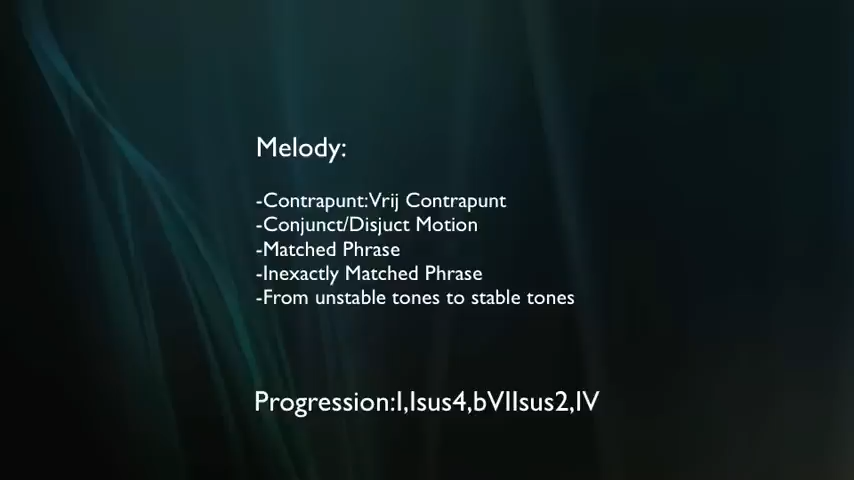 Melody:
-Contrapunt:Vrij Contrapunt
-Conjunct/Disjuct Motion
-Matched Phrase
-Inexactly Matched Phrase
-From unstable tones to stable tones
Progression:I,Isus4,bVIIsus2,IV